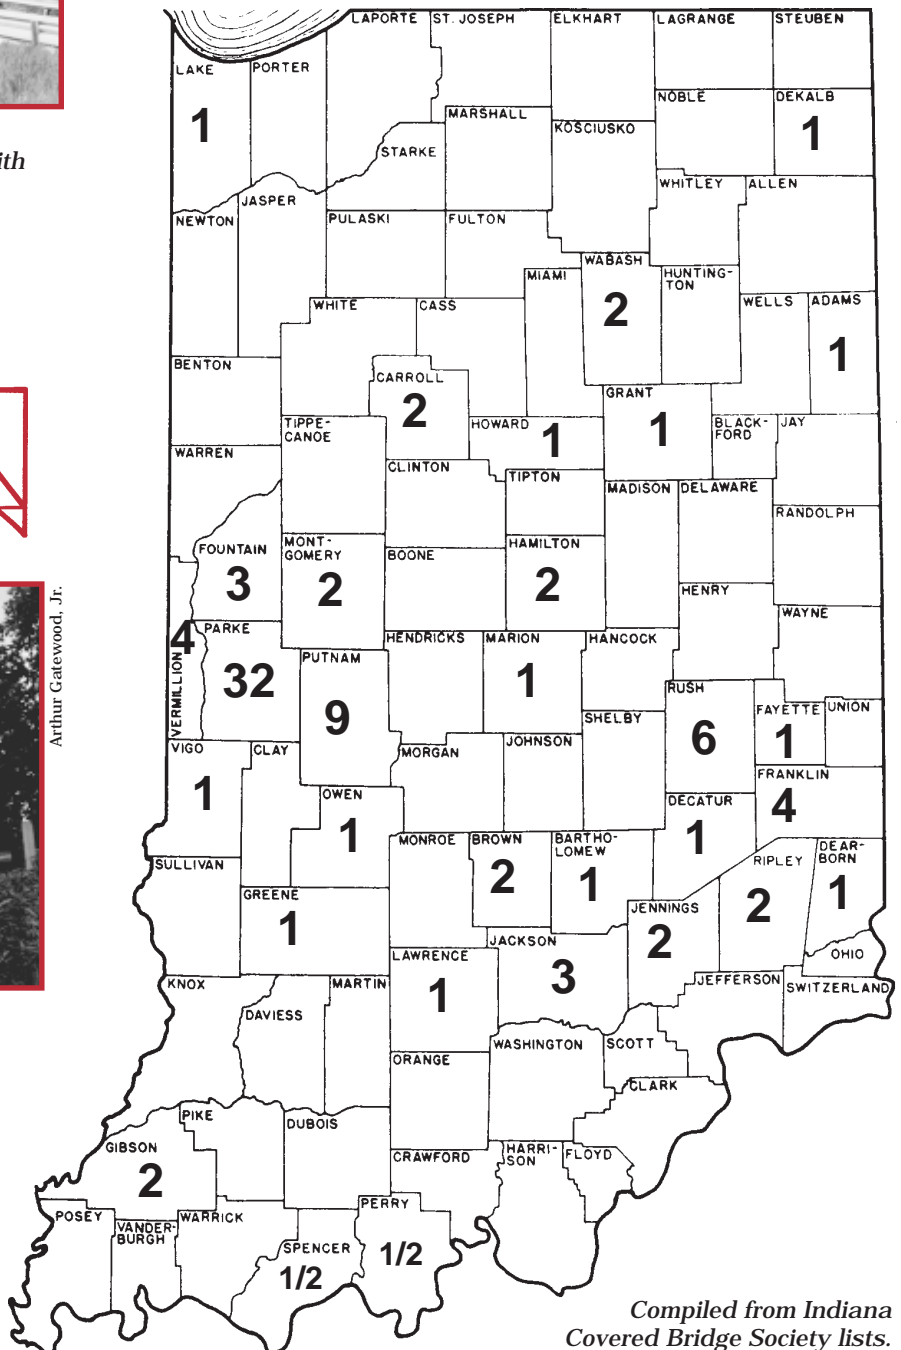 ith
Arthur Gatewood, Jr.
LAPORTE
ST. JOSEPH
ELKHART
LAGRANGE
STEUBEN
LAKE
1
PORTER
NOBLE
DEKALB
1
MARSHALL
KOSCIUSKO
STARKE
WHITLEY
ALLEN
JASPER
NEWTON
PULASKI
FULTON
WABASH
2
MIAMI
HUNTING-
TON
WELLS
ADAMS
1
WHITE
CASS
BENTON
CARROLL
2
GRANT
1
TIPPE-
CANOE
HOWARD
1
BLACK-
FORD
JAY
WARREN
CLINTON
TIPTON
MADISON
DELAWARE
RANDOLPH
FOUNTAIN
3
MONT-
GOMERY
2
BOONE
HAMILTON
2
HENRY
WAYNE
VERMILLION
4
PARKE
32
HENDRICKS
MARION
1
HANCOCK
PUTNAM
9
RUSH
6
FAYETTE
1
UNION
SHELBY
VIGO
1
CLAY
MORGAN
JOHNSON
FRANKLIN
4
OWEN
1
DECATUR
1
MONROE
BROWN
2
BARTHO-
LOMEW
1
RIPLEY
2
DEAR-
BORN
1
SULLIVAN
GREENE
1
JENNINGS
2
JACKSON
3
OHIO
LAWRENCE
1
KNOX
MARTIN
JEFFERSON
SWITZERLAND
DAVIESS
WASHINGTON
SCOTT
ORANGE
CLARK
PIKE
DUBOIS
GIBSON
2
CRAWFORD
HARRI-
SON
FLOYD
PERRY
1/2
POSEY
VANDER-
BURGH
WARRICK
SPENCER
1/2
Compiled from Indiana
Covered Bridge Society lists.